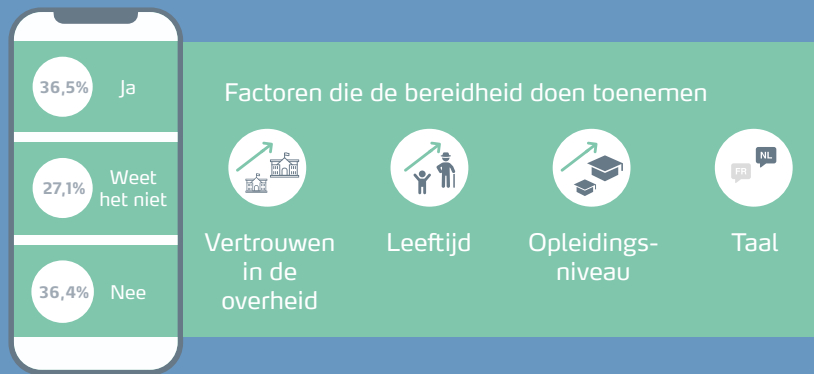 36,5%
Ja
27,1%
Weet
het niet
36,4%
Nee
Factoren die de bereidheid doen toenemen
Vertrouwen
in de
overheid
Leeftijd
Opleidings-
niveau
FR
NL
Taal